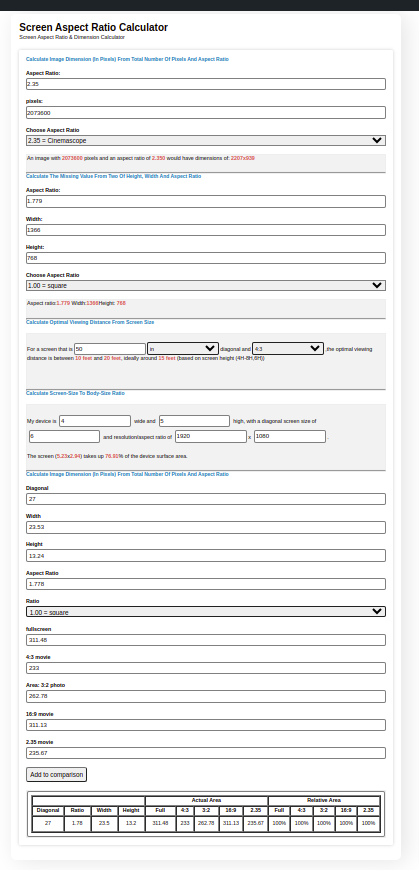 Screen Aspect Ratio Calculator
Screen Aspect Ratio & Dimension Calculator
Calculate Image Dimension (In Pixels) From Total Number Of Pixels And Aspect Ratio
Aspect Ratio:
2.35
pixels:
2073600
Choose Aspect Ratio
2.35 = Cinemascope
An image with 2073600 pixels and an aspect ratio of 2.350 would have dimensions of: 2207x939
Calculate The Missing Value From Two Of Height, Width And Aspect Ratio
Aspect Ratio:
1.779
Width:
1366
Height:
768
Choose Aspect Ratio
1.00 = square
Aspect ratio:1.779 Width:1366Height: 768
Calculate Optimal Viewing Distance From Screen Size
For a screen that is 50 in diagonal and 4:3 ,the optimal viewing
distance is between 10 feet and 20 feet, ideally around 15 feet (based on screen height (4H-8H,6H))
Calculate Screen-Size To Body-Size Ratio
My device is 4 wide and 5 high, with a diagonal screen size of
6 and resolution/aspect ratio of 1920 x 1080 .
The screen (5.23x2.94) takes up 76.91% of the device surface area.
Calculate Image Dimension (In Pixels) From Total Number Of Pixels And Aspect Ratio
Diagonal
27
Width
23.53
Height
13.24
Aspect Ratio
1.778
Ratio
1.00 = square
fullscreen
311.48
4:3 movie
233
Area: 3:2 photo
262.78
16:9 movie
311.13
2.35 movie
235.67
Add to comparison
Actual Area Relative Area
Diagonal Ratio Width Height Full 4:3 3:2 16:9 2.35 Full 4:3 3:2 16:9 2.35
27 1.78 23.5 13.2 311.48 233 262.78 311.13 235.67 100% 100% 100% 100% 100%